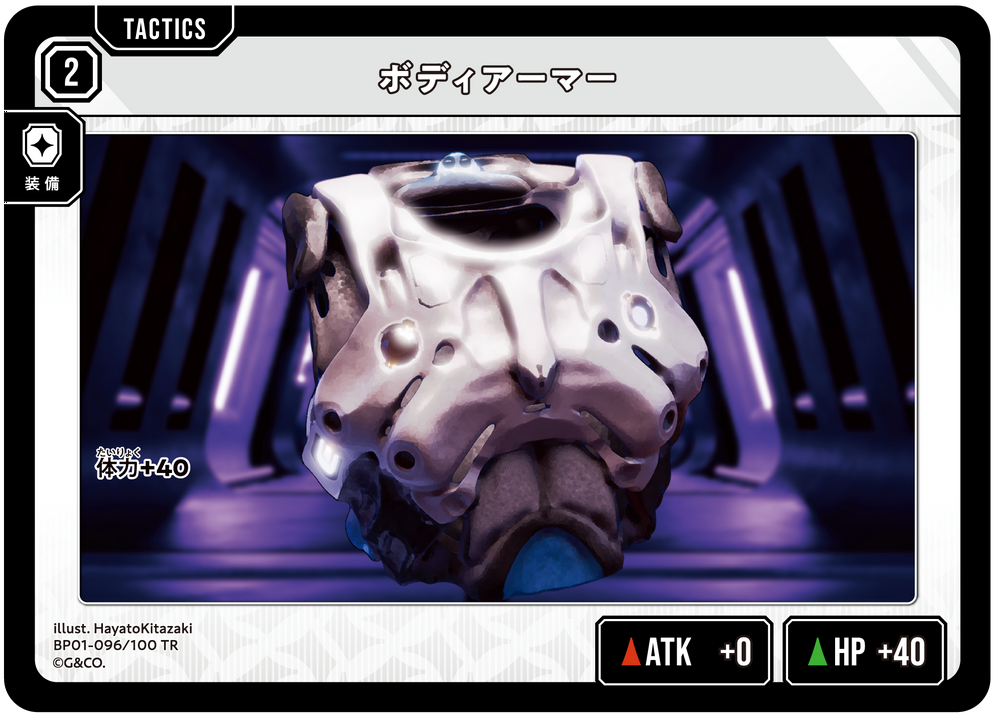 TACTICS
2
ボディアーマー
装備
たいりょく
体力+40
illust. HayatoKitazaki
BP01-096/100 TR
©G&CO.
ATK +0
HP +40